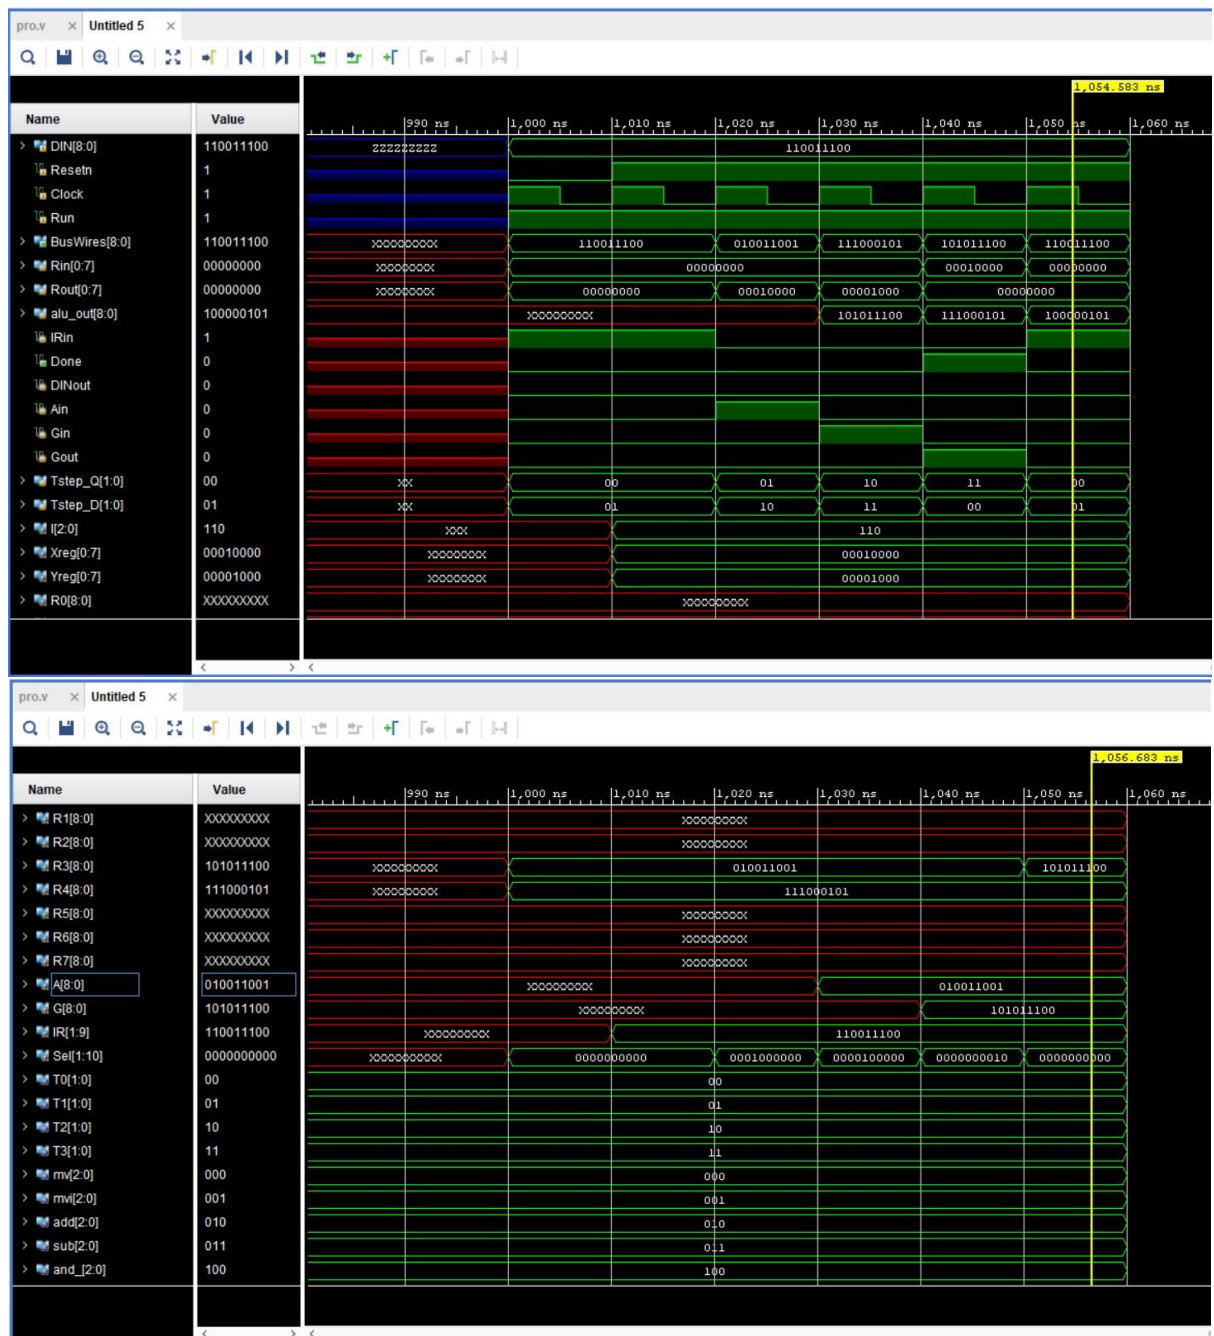 pro.v × Untitled 5 ×
1,054.583 ns
Name Value 990 ns 1,000 ns 1,010 ns 1,020 ns 1,030 ns 1,040 ns 1,050 ns 1,060 ns
DIN[8:0] 110011100 ZZZZZZZZZ 110011100
Resetn 1
Clock 1
Run 1
BusWires[8:0] 110011100 XXXXXXXXX 110011100 010011001 111000101 101011100 110011100
Rin[0:7] 00000000 XXXXXXXX 00000000 00010000 00000000
Rout[0:7] 00000000 XXXXXXXX 00000000 00010000 00001000 00000000
alu_out[8:0] 100000101 XXXXXXXXX 101011100 111000101 100000101
IRin 1
Done 0
DINout 0
Ain 0
Gin 0
Gout 0
Tstep_Q[1:0] 00 XX 00 01 10 11 00
Tstep_D[1:0] 01 XX 01 10 11 00 01
I[2:0] 110 XXX 110
Xreg[0:7] 00010000 XXXXXXXX 00010000
Yreg[0:7] 00001000 XXXXXXXX 00001000
R0[8:0] XXXXXXXXX XXXXXXXXX
pro.v × Untitled 5 ×
1,056.683 ns
Name Value 990 ns 1,000 ns 1,010 ns 1,020 ns 1,030 ns 1,040 ns 1,050 ns 1,060 ns
R1[8:0] XXXXXXXXX XXXXXXXXX
R2[8:0] XXXXXXXXX XXXXXXXXX
R3[8:0] 101011100 XXXXXXXXX 010011001 101011100
R4[8:0] 111000101 XXXXXXXXX 111000101
R5[8:0] XXXXXXXXX XXXXXXXXX
R6[8:0] XXXXXXXXX XXXXXXXXX
R7[8:0] XXXXXXXXX XXXXXXXXX
A[8:0] 010011001 XXXXXXXXX 010011001
G[8:0] 101011100 XXXXXXXXX 101011100
IR[1:9] 110011100 XXXXXXXXX 110011100
Sel[1:10] 0000000000 XXXXXXXXXX 0000000000 0001000000 0000100000 0000000010 0000000000
T0[1:0] 00 00
T1[1:0] 01 01
T2[1:0] 10 10
T3[1:0] 11 11
mv[2:0] 000 000
mvi[2:0] 001 001
add[2:0] 010 010
sub[2:0] 011 011
and_[2:0] 100 100